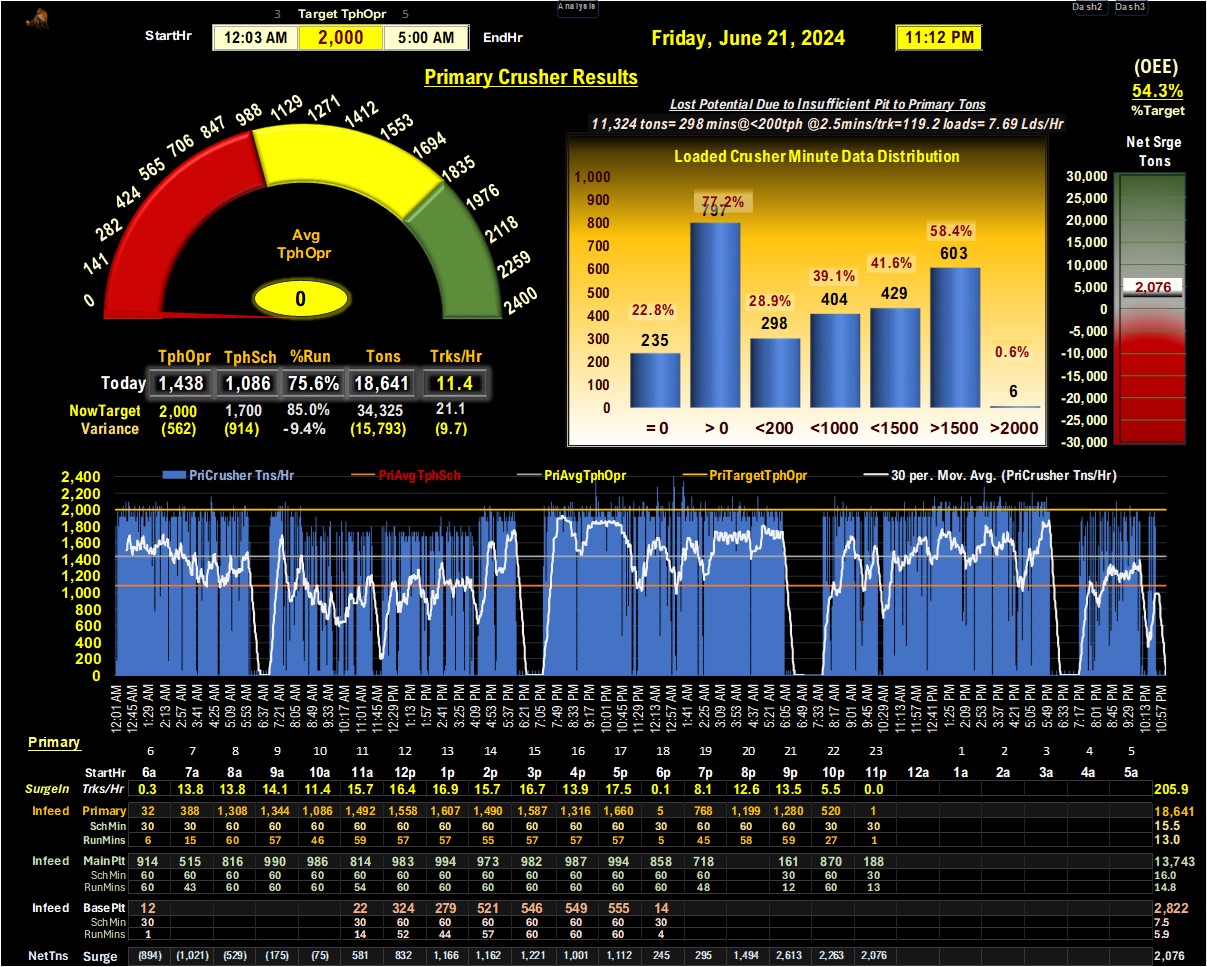 Analysis
Dash2 Dash3
3 Target TphOpr 5
StartHr 12:03 AM 2,000 5:00 AM EndHr
Friday, June 21, 2024 11:12 PM
Primary Crusher Results
(OEE)
54.3%
%Target
Lost Potential Due to Insufficient Pit to Primary Tons
11,324 tons= 298 mins@<200tph @2.5mins/trk=119.2 loads= 7.69 Lds/Hr
0 141 282 424 565 706 847 988 1129 1271 1412 1553 1694 1835 1976 2118 2259 2400
Avg
TphOpr
0
Loaded Crusher Minute Data Distribution
1,000
900
800
700
600
500
400
300
200
100
0
22.8% 77.2% 28.9% 39.1% 41.6% 58.4% 0.6%
235 797 298 404 429 603 6
= 0 > 0 <200 <1000 <1500 >1500 >2000
Net Srge
Tons
30,000
25,000
20,000
15,000
10,000
5,000
0
-5,000
-10,000
-15,000
-20,000
-25,000
-30,000
2,076
TphOpr TphSch %Run Tons Trks/Hr
Today 1,438 1,086 75.6% 18,641 11.4
NowTarget 2,000 1,700 85.0% 34,325 21.1
Variance (562) (914) -9.4% (15,793) (9.7)
PriCrusher Tns/Hr PriAvgTphSch PriAvgTphOpr PriTargetTphOpr 30 per. Mov. Avg. (PriCrusher Tns/Hr)
2,400
2,200
2,000
1,800
1,600
1,400
1,200
1,000
800
600
400
200
0
12:01 AM 12:45 AM 1:29 AM 2:13 AM 2:57 AM 3:41 AM 4:25 AM 5:09 AM 5:53 AM 6:37 AM 7:21 AM 6:05 AM 8:49 AM 9:33 AM 10:17 AM 11:01 AM 11:45 AM 12:29 PM 1:13 PM 1:57 PM 2:41 PM 3:25 PM 4:09 PM 4:53 PM 5:37 PM 6:21 PM 7:05 PM 7:49 PM 8:33 PM 9:17 PM 10:01 PM 10:45 PM 11:29 PM 12:13 AM 12:57 AM 1:41 AM 2:25 PM 3:09 PM 3:53 PM 4:37 PM 5:21 PM 6:05 PM 6:49 PM 7:33 PM 8:17 PM 9:01 PM 9:45 PM 10:29 AM 11:13 AM 11:57 AM 12:41 PM 1:25 PM 2:09 PM 2:53 PM 3:37 PM 4:21 PM 5:05 PM 5:49 PM 6:33 PM 7:17 PM 8:01 PM 8:45 PM 9:29 PM 10:13 PM 10:57 PM
Primary 6 7 8 9 10 11 12 13 14 15 16 17 18 19 20 21 22 23 1 2 3 4 5
StartHr 6a 7a 8a 9a 10a 11a 12p 1p 2p 3p 4p 5p 6p 7p 8p 9p 10p 11p 12a 1a 2a 3a 4a 5a
SurgeIn Trks/Hr 0.3 13.8 13.8 14.1 11.4 15.7 16.4 16.9 15.7 16.7 13.9 17.5 0.1 8.1 12.6 13.5 5.5 0.0 205.9
Infeed Primary 32 388 1,308 1,344 1,086 1,492 1,558 1,607 1,490 1,587 1,316 1,660 5 768 1,199 1,280 520 1 18,641
SchMin 30 30 60 60 60 60 60 60 60 60 60 60 30 60 60 60 30 30 15.5
RunMins 6 15 60 57 46 59 57 57 55 57 55 57 5 45 58 59 27 1 13.0
Infeed MainPlt 914 515 816 990 986 814 983 994 973 982 987 994 858 718 161 870 188 13,743
SchMin 60 60 60 60 60 60 60 60 60 60 60 60 60 60 30 60 30 16.0
RunMins 60 43 60 60 60 54 60 60 60 60 60 60 60 48 12 60 13 14.8
Infeed BasePlt 12 22 324 279 521 546 549 555 14 2,822
SchMin 30 30 60 60 60 60 60 60 30 7.5
RunMins 1 14 52 44 57 60 60 60 4 5.9
NetTns Surge (894) (1,021) (529) (175) (75) 581 832 1,166 1,162 1,221 1,001 1,112 245 295 1,494 2,613 2,263 2,076 2,076